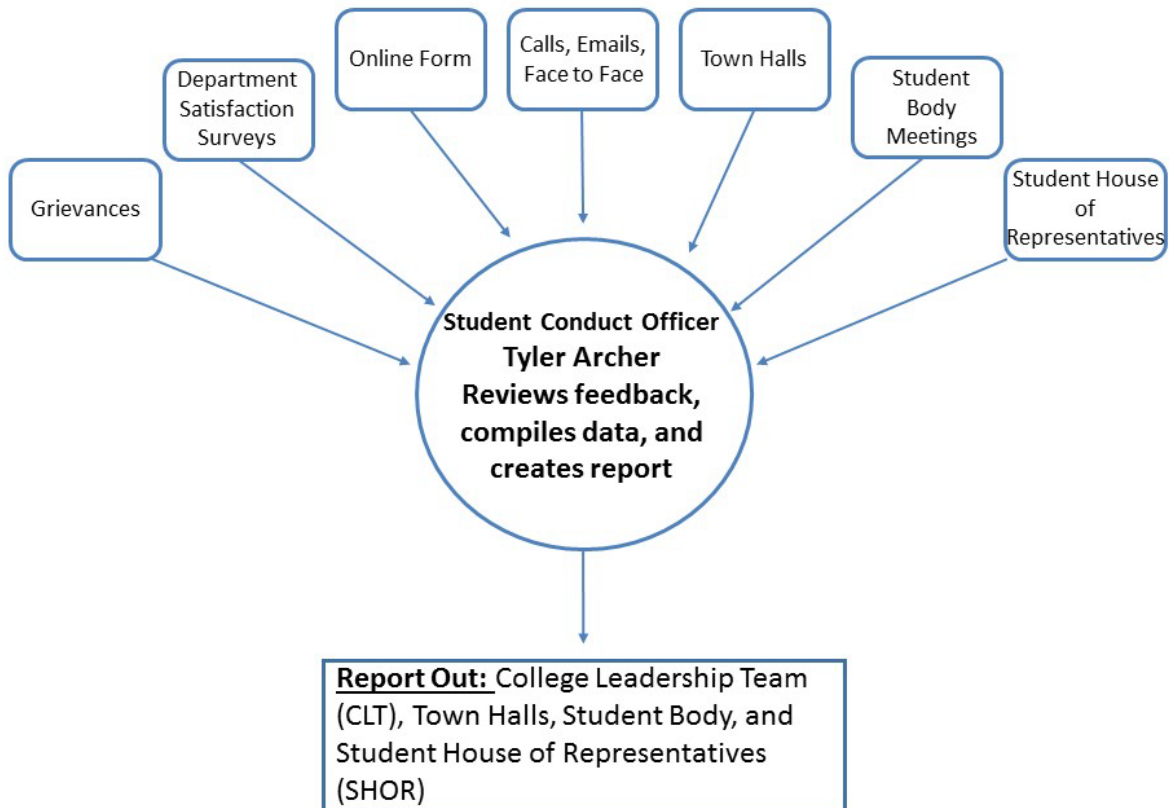 Grievances
Department
Satisfaction
Surveys
Online Form
Calls, Emails,
Face to Face
Town Halls
Student
Body
Meetings
Student House
of
Representatives
Student Conduct Officer
Tyler Archer
Reviews feedback,
compiles data, and
creates report
Report Out: College Leadership Team
(CLT), Town Halls, Student Body, and
Student House of Representatives
(SHOR)